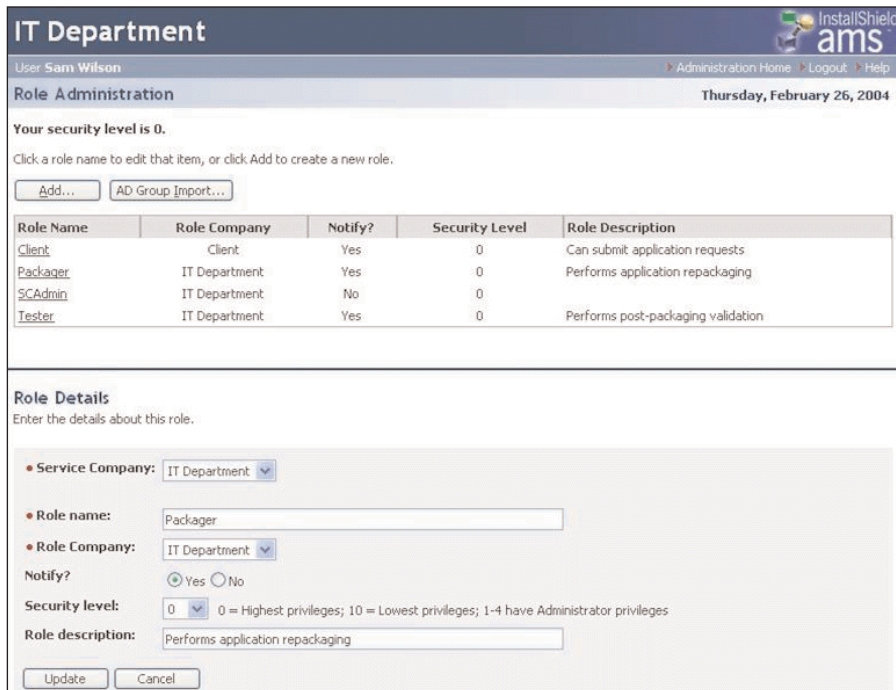 IT Department
InstallShield
ams
User Sam Wilson
Administration Home Logout Help
Role Administration
Thursday, February 26, 2004
Your security level is 0.
Click a role name to edit that item, or click Add to create a new role.
Add... AD Group Import...
Role Name Role Company Notify? Security Level Role Description
Client Client Yes 0 Can submit application requests
Packager IT Department Yes 0 Performs application repackaging
SCAdmin IT Department No 0
Tester IT Department Yes 0 Performs post-packaging validation
Role Details
Enter the details about this role.
• Service Company: IT Department
• Role name: Packager
• Role Company: IT Department
Notify? Yes No
Security level: 0 0 = Highest privileges; 10 = Lowest privileges; 1-4 have Administrator privileges
Role description: Performs application repackaging
Update Cancel